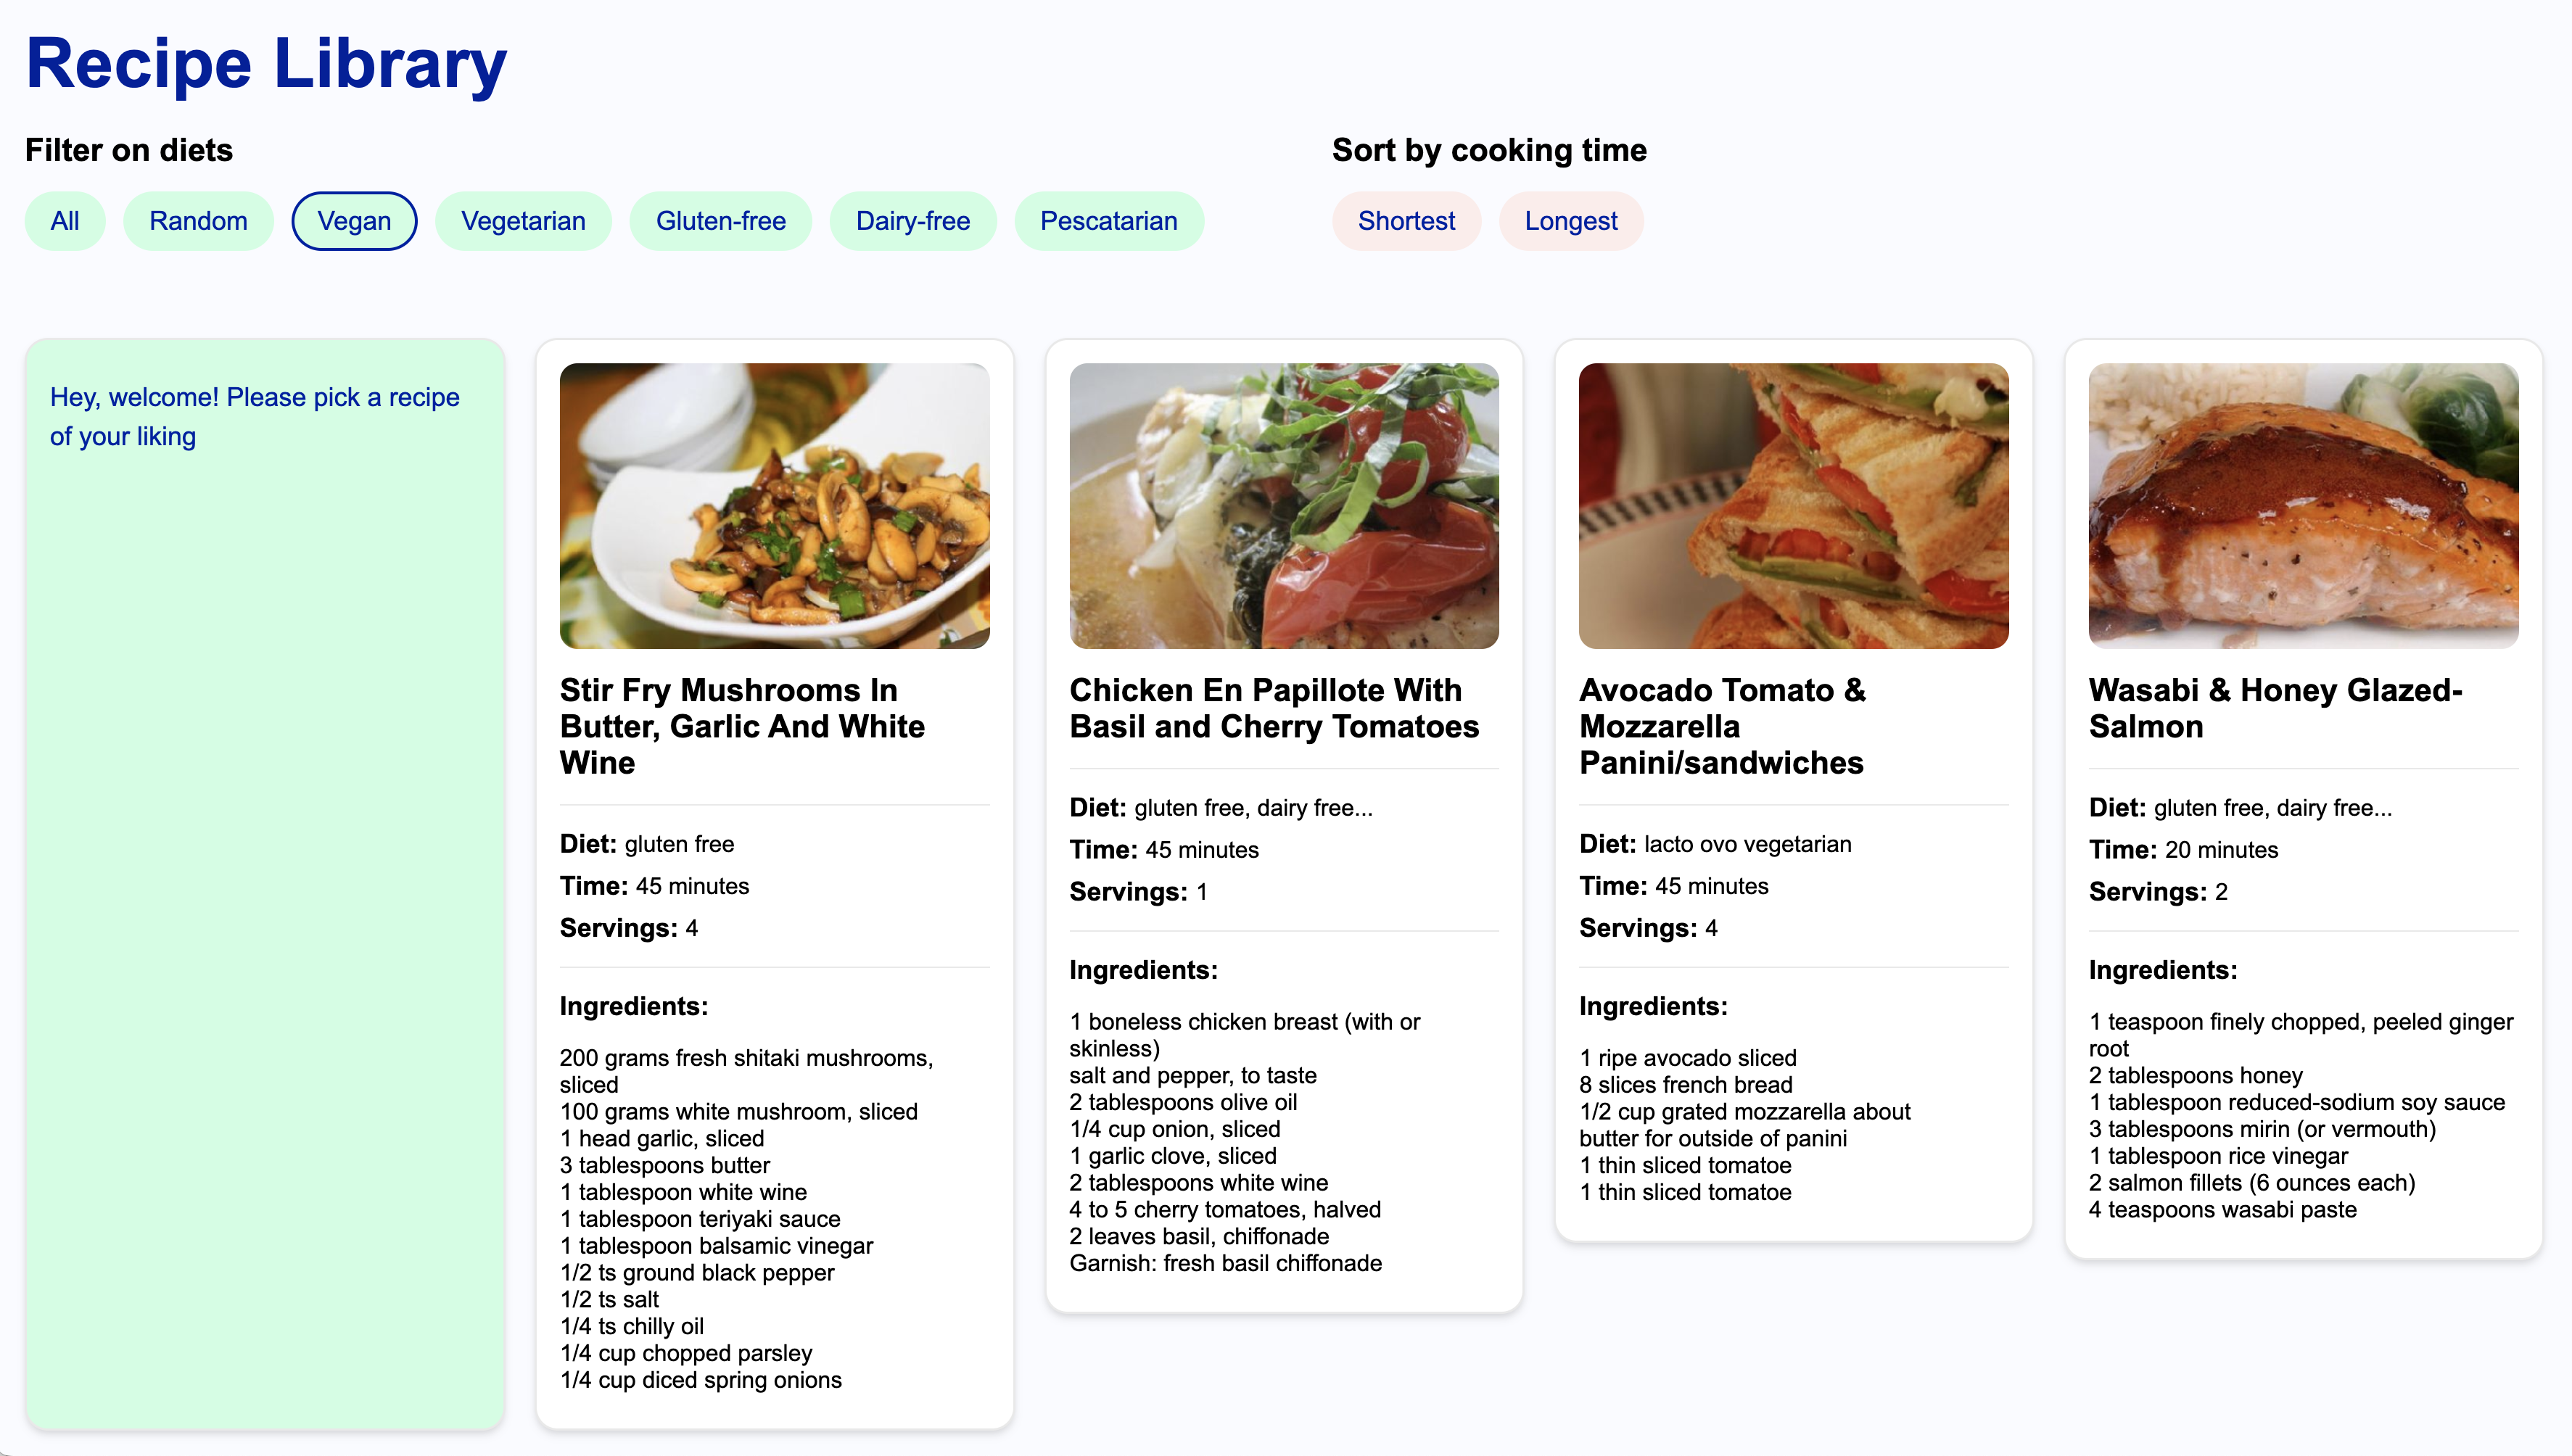 Recipe Library
Filter on diets
All
Random
Vegan
Vegetarian
Gluten-free
Dairy-free
Pescatarian
Sort by cooking time
Shortest
Longest
Hey, welcome! Please pick a recipe
of your liking
Stir Fry Mushrooms In
Butter, Garlic And White
Wine
Diet: gluten free
Time: 45 minutes
Servings: 4
Ingredients:
200 grams fresh shitaki mushrooms,
sliced
100 grams white mushroom, sliced
1 head garlic, sliced
3 tablespoons butter
1 tablespoon white wine
1 tablespoon teriyaki sauce
1 tablespoon balsamic vinegar
1/2 ts ground black pepper
1/2 ts salt
1/4 ts chilly oil
1/4 cup chopped parsley
1/4 cup diced spring onions
Chicken En Papillote With
Basil and Cherry Tomatoes
Diet: gluten free, dairy free...
Time: 45 minutes
Servings: 1
Ingredients:
1 boneless chicken breast (with or
skinless)
salt and pepper, to taste
2 tablespoons olive oil
1/4 cup onion, sliced
1 garlic clove, sliced
2 tablespoons white wine
4 to 5 cherry tomatoes, halved
2 leaves basil, chiffonade
Garnish: fresh basil chiffonade
Avocado Tomato &
Mozzarella
Panini/sandwiches
Diet: lacto ovo vegetarian
Time: 45 minutes
Servings: 4
Ingredients:
1 ripe avocado sliced
8 slices french bread
1/2 cup grated mozzarella about
butter for outside of panini
1 thin sliced tomatoe
1 thin sliced tomatoe
Wasabi & Honey Glazed-
Salmon
Diet: gluten free, dairy free...
Time: 20 minutes
Servings: 2
Ingredients:
1 teaspoon finely chopped, peeled ginger
root
2 tablespoons honey
1 tablespoon reduced-sodium soy sauce
3 tablespoons mirin (or vermouth)
1 tablespoon rice vinegar
2 salmon fillets (6 ounces each)
4 teaspoons wasabi paste